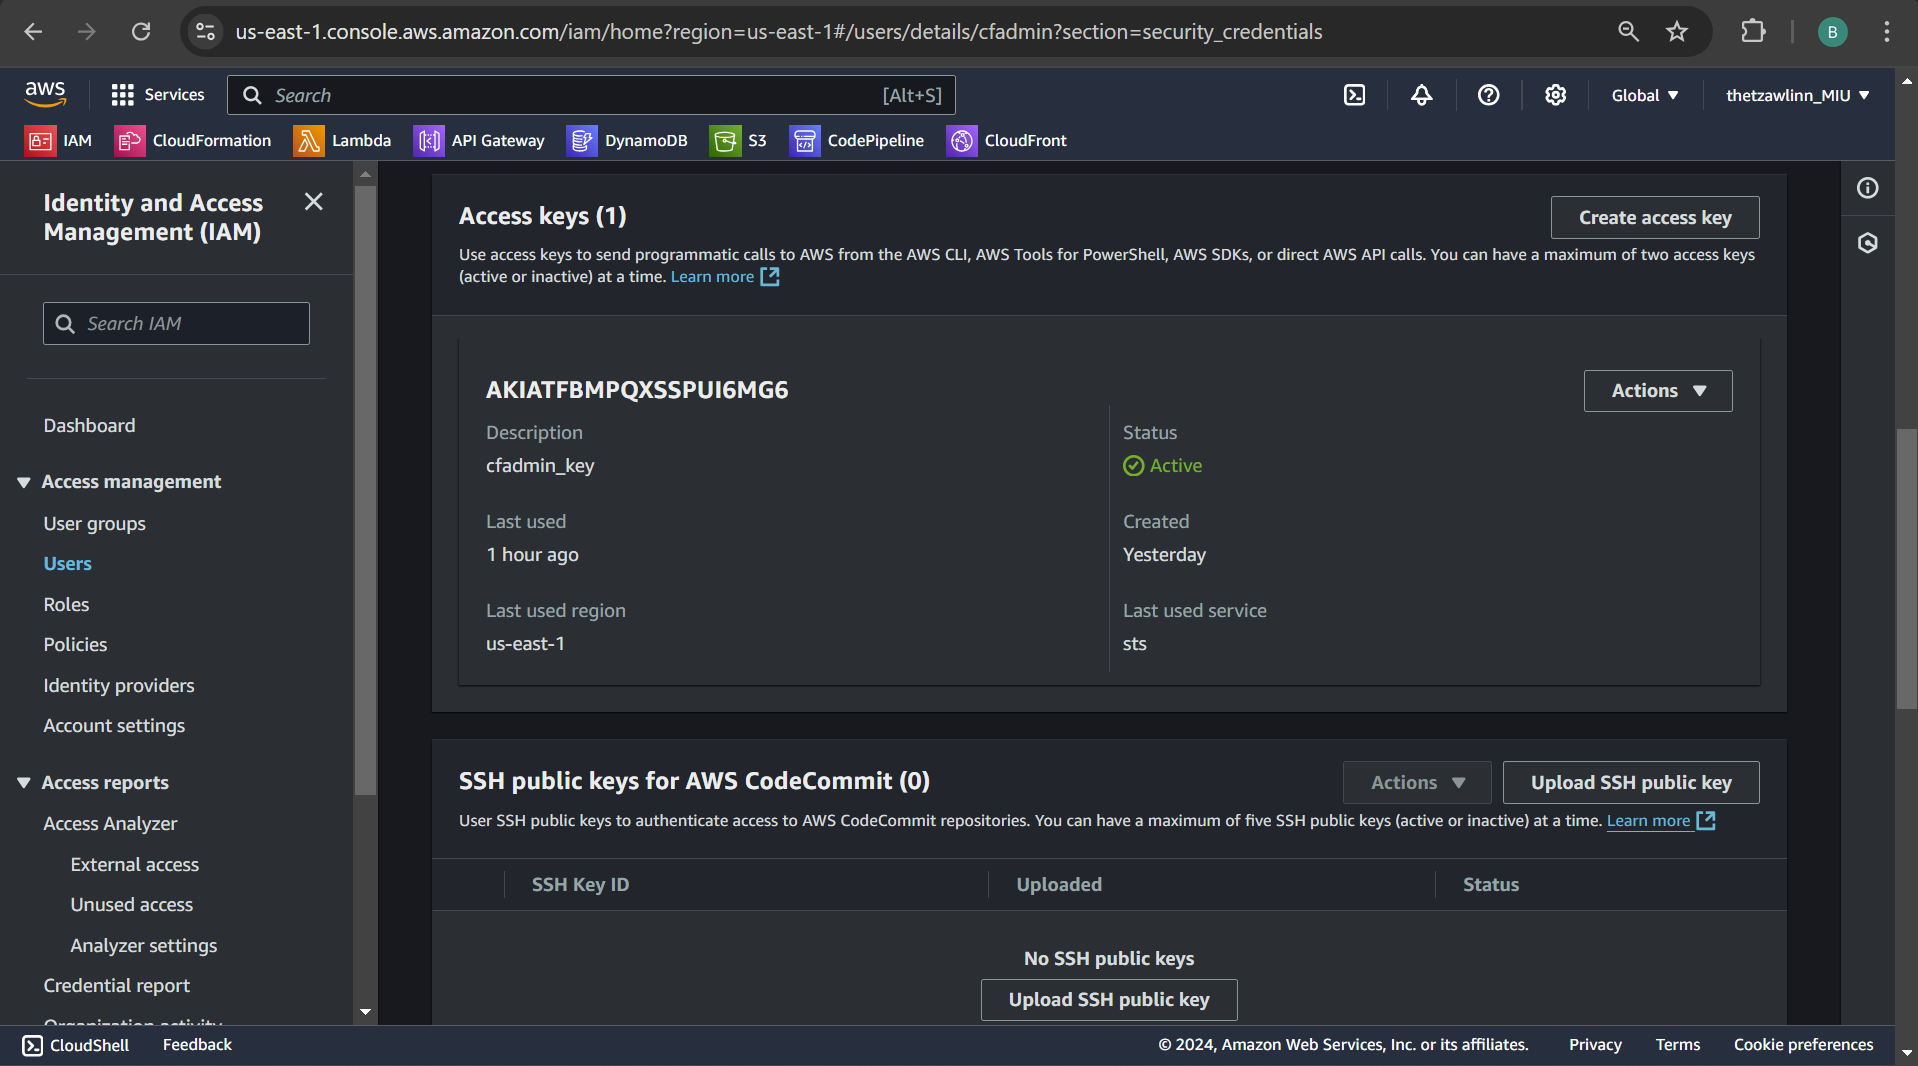 us-east-1.console.aws.amazon.com/iam/home?region=us-east-1#/users/details/cfadmin?section=security_credentials
B
aws
Services
Search
[Alt+S]
Global
thetzawlinn_MIU
IAM
CloudFormation
Lambda
API Gateway
DynamoDB
S3
CodePipeline
CloudFront
Identity and Access
Management (IAM)
Search IAM
Dashboard
Access management
User groups
Users
Roles
Policies
Identity providers
Account settings
Access reports
Access Analyzer
External access
Unused access
Analyzer settings
Credential report
Organization activity
Access keys (1)
Create access key
Use access keys to send programmatic calls to AWS from the AWS CLI, AWS Tools for PowerShell, AWS SDKs, or direct AWS API calls. You can have a maximum of two access keys
(active or inactive) at a time. Learn more
AKIATFBMPQXSSPUI6MG6
Actions
Description
cfadmin_key
Status
Active
Last used
1 hour ago
Created
Yesterday
Last used region
us-east-1
Last used service
sts
SSH public keys for AWS CodeCommit (0)
Actions
Upload SSH public key
User SSH public keys to authenticate access to AWS CodeCommit repositories. You can have a maximum of five SSH public keys (active or inactive) at a time. Learn more
SSH Key ID
Uploaded
Status
No SSH public keys
Upload SSH public key
CloudShell
Feedback
© 2024, Amazon Web Services, Inc. or its affiliates.
Privacy
Terms
Cookie preferences